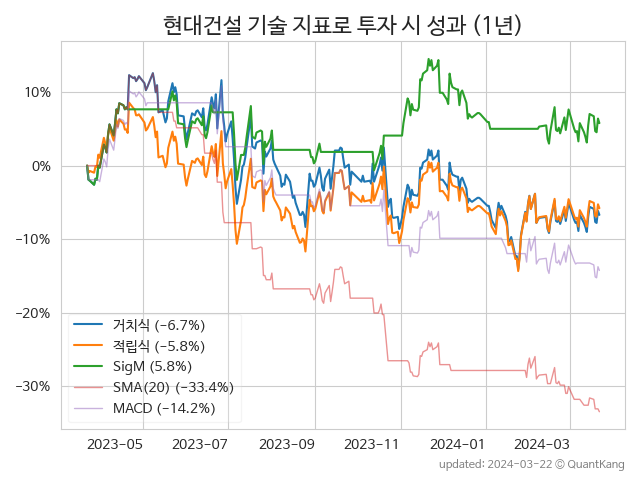 현대건설 기술 지표로 투자 시 성과 (1년)
10%
0%
−10%
−20%
−30%
거치식 (−6.7%)
적립식 (−5.8%)
SigM (5.8%)
SMA(20) (−33.4%)
MACD (−14.2%)
2023−05 2023−07 2023−09 2023−11 2024−01 2024−03
updated: 2024−03−22 © QuantKang